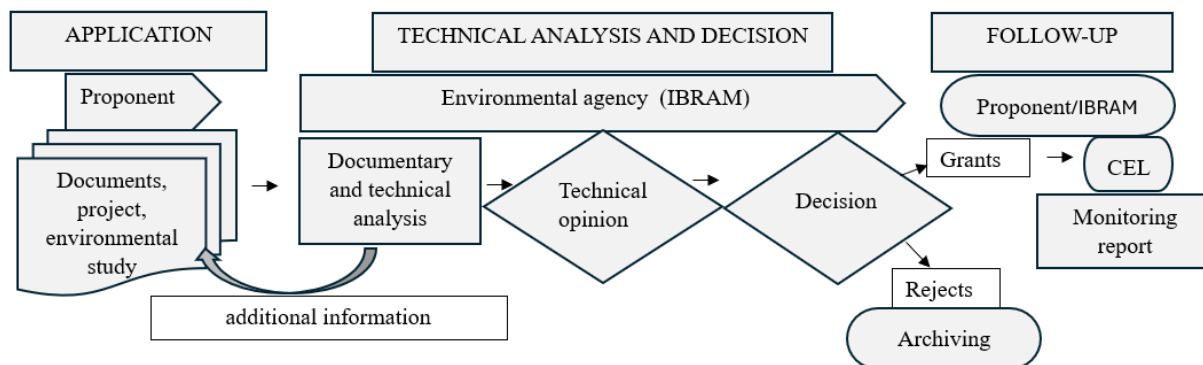 APPLICATION
TECHNICAL ANALYSIS AND DECISION
FOLLOW-UP
Proponent
Environmental agency (IBRAM)
Proponent/IBRAM
Documents,
project,
environmental
study
Documentary
and technical
analysis
Technical
opinion
Decision
Grants
CEL
Monitoring
report
Rejects
Archiving
additional information